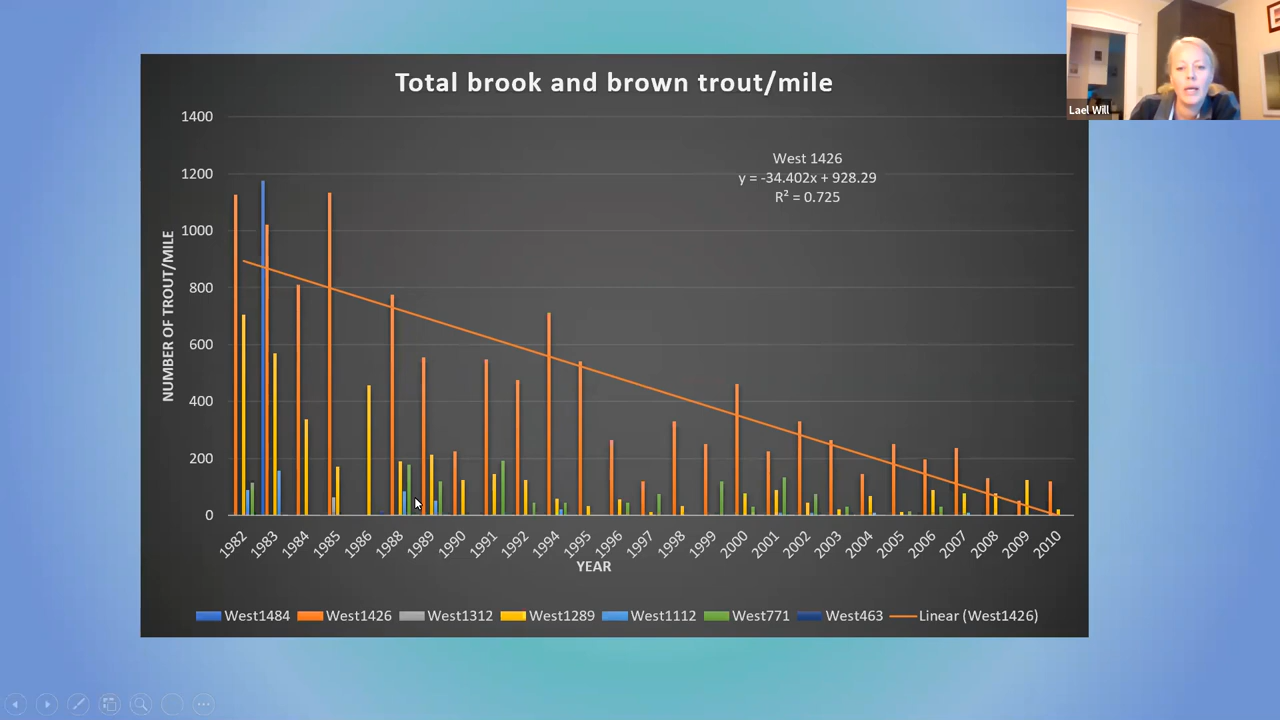 Total brook and brown trout/mile
Lael Will
1400
1200
1000
800
600
400
200
0
NUMBER OF TROUT/MILE
West 1426
y = -34.402x + 928.29
R² = 0.725
1982 1983 1984 1985 1986 1988 1989 1990 1991 1992 1994 1995 1996 1997 1998 1999 2000 2001 2002 2003 2004 2005 2006 2007 2008 2009 2010
YEAR
West1484 West1426 West1312 West1289 West1112 West771 West463 Linear (West1426)